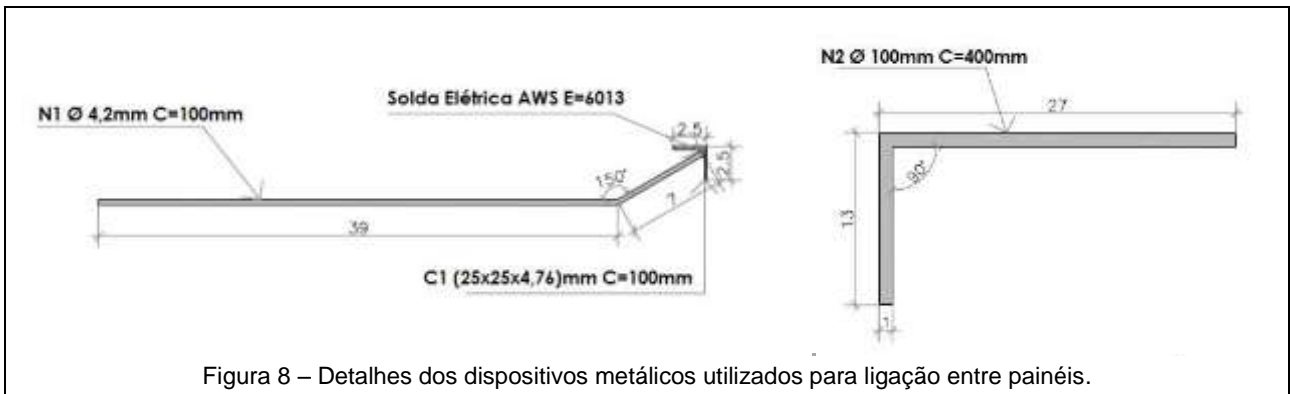 N2 Ø 100mm C=400mm
27
Solda Elétrica AWS E=6013
N1 Ø 4,2mm C=100mm
2.5
2.5
150°
90°
7
13
39
C1 (25x25x4,76)mm C=100mm
1
Figura 8 – Detalhes dos dispositivos metálicos utilizados para ligação entre painéis.